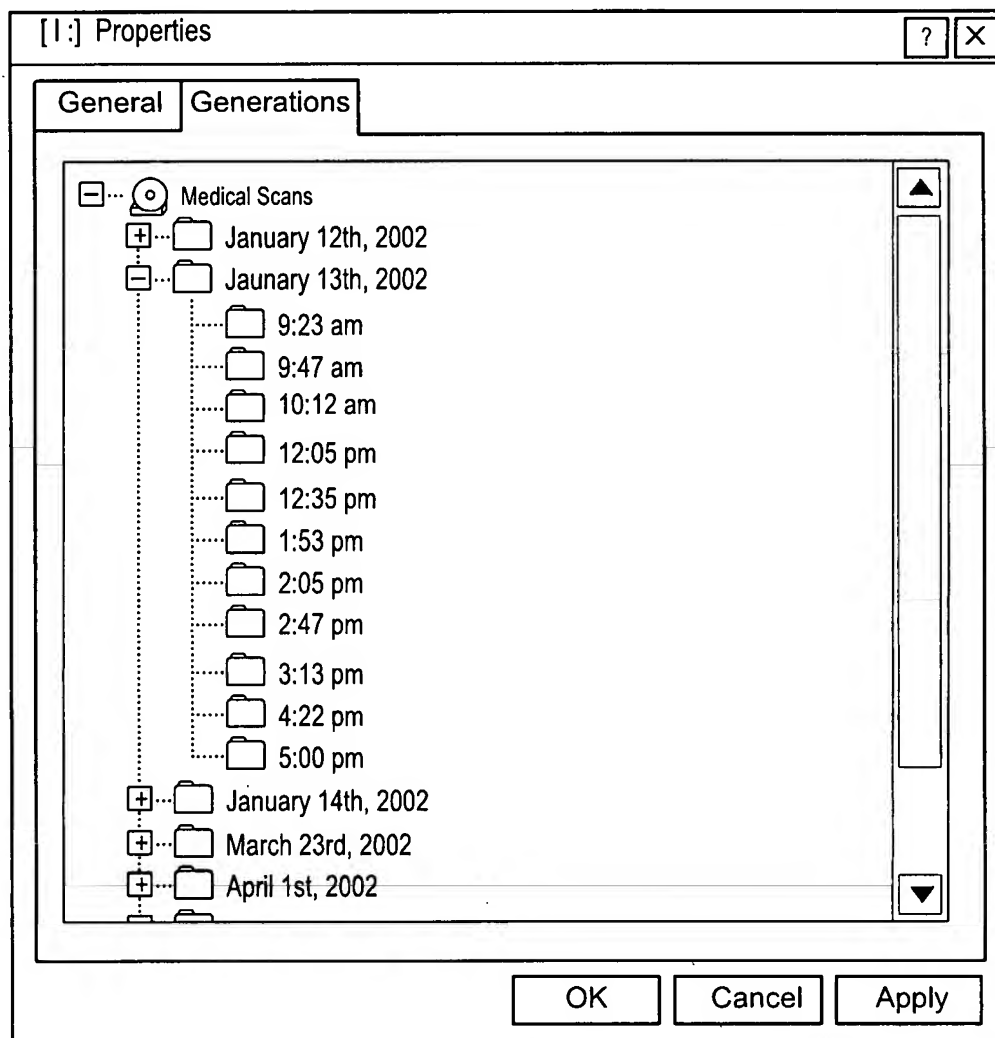 [I:] Properties
?
X
General
Generations
Medical Scans
January 12th, 2002
Jaunary 13th, 2002
9:23 am
9:47 am
10:12 am
12:05 pm
12:35 pm
1:53 pm
2:05 pm
2:47 pm
3:13 pm
4:22 pm
5:00 pm
January 14th, 2002
March 23rd, 2002
April 1st, 2002
OK
Cancel
Apply